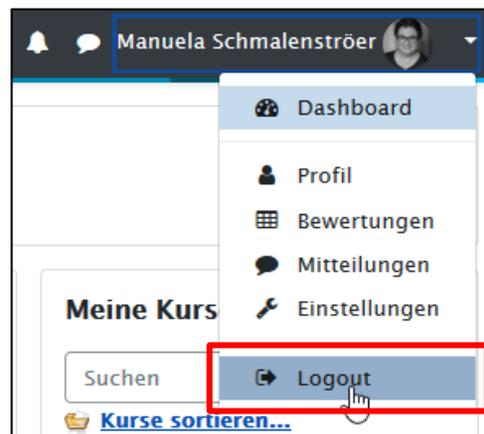 Manuela Schmalenströer
Dashboard
Profil
Bewertungen
Mitteilungen
Einstellungen
Meine Kurs
Suchen
Logout
Kurse sortieren...